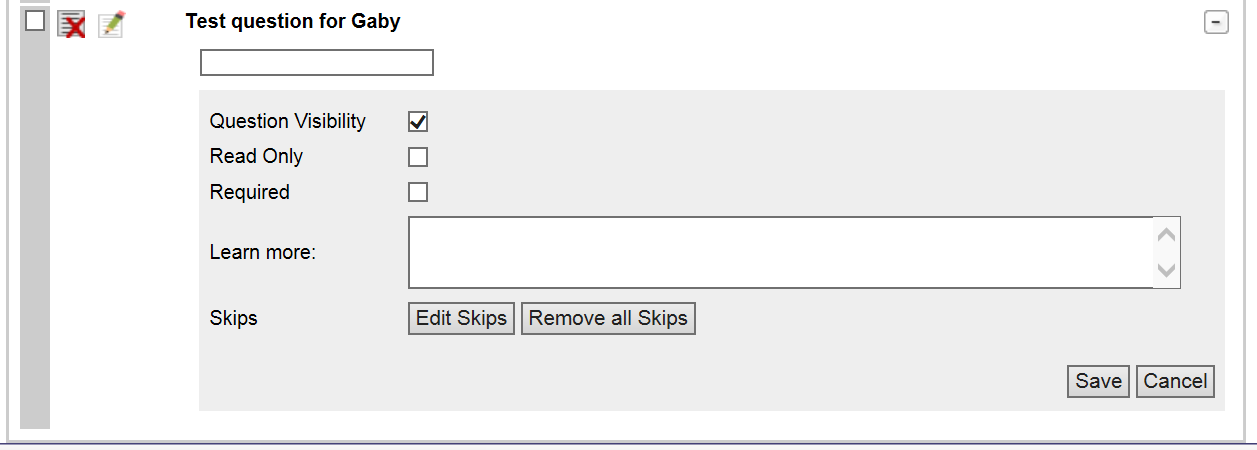 Test question for Gaby
Question Visibility
Read Only
Required
Learn more:
Skips Edit Skips Remove all Skips
Save Cancel